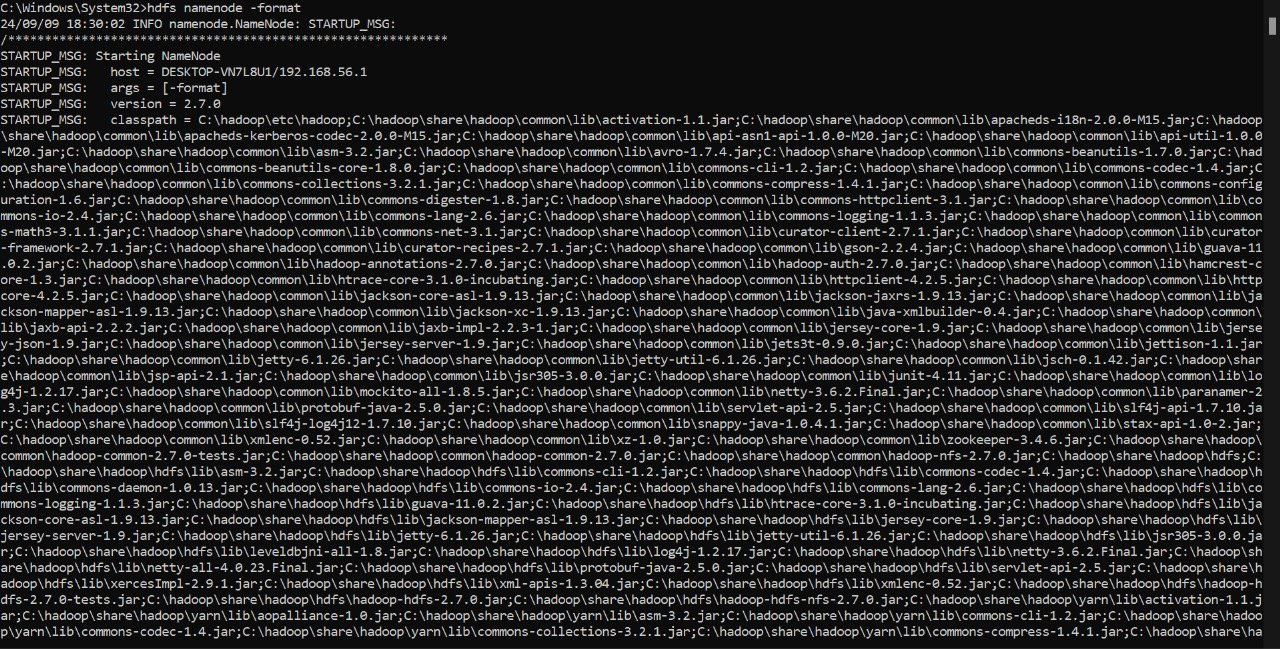 C:\Windows\System32>hdfs namenode -format
24/09/09 18:30:02 INFO namenode.NameNode: STARTUP_MSG:
/************************************************************
STARTUP_MSG: Starting NameNode
STARTUP_MSG:   host = DESKTOP-VN7L8U1/192.168.56.1
STARTUP_MSG:   args = [-format]
STARTUP_MSG:   version = 2.7.0
STARTUP_MSG:   classpath = C:\hadoop\etc\hadoop;C:\hadoop\share\hadoop\common\lib\activation-1.1.jar;C:\hadoop\share\hadoop\common\lib\apacheds-i18n-2.0.0-M15.jar;C:\hadoop
\share\hadoop\common\lib\apacheds-kerberos-codec-2.0.0-M15.jar;C:\hadoop\share\hadoop\common\lib\api-asn1-api-1.0.0-M20.jar;C:\hadoop\share\hadoop\common\lib\api-util-1.0.0
-M20.jar;C:\hadoop\share\hadoop\common\lib\asm-3.2.jar;C:\hadoop\share\hadoop\common\lib\avro-1.7.4.jar;C:\hadoop\share\hadoop\common\lib\commons-beanutils-1.7.0.jar;C:\had
oop\share\hadoop\common\lib\commons-beanutils-core-1.8.0.jar;C:\hadoop\share\hadoop\common\lib\commons-cli-1.2.jar;C:\hadoop\share\hadoop\common\lib\commons-codec-1.4.jar;C
:\hadoop\share\hadoop\common\lib\commons-collections-3.2.1.jar;C:\hadoop\share\hadoop\common\lib\commons-compress-1.4.1.jar;C:\hadoop\share\hadoop\common\lib\commons-config
uration-1.6.jar;C:\hadoop\share\hadoop\common\lib\commons-digester-1.8.jar;C:\hadoop\share\hadoop\common\lib\commons-httpclient-3.1.jar;C:\hadoop\share\hadoop\common\lib\co
mmons-io-2.4.jar;C:\hadoop\share\hadoop\common\lib\commons-lang-2.6.jar;C:\hadoop\share\hadoop\common\lib\commons-logging-1.1.3.jar;C:\hadoop\share\hadoop\common\lib\common
s-math3-3.1.1.jar;C:\hadoop\share\hadoop\common\lib\commons-net-3.1.jar;C:\hadoop\share\hadoop\common\lib\curator-client-2.7.1.jar;C:\hadoop\share\hadoop\common\lib\curator
-framework-2.7.1.jar;C:\hadoop\share\hadoop\common\lib\curator-recipes-2.7.1.jar;C:\hadoop\share\hadoop\common\lib\gson-2.2.4.jar;C:\hadoop\share\hadoop\common\lib\guava-11
.0.2.jar;C:\hadoop\share\hadoop\common\lib\hadoop-annotations-2.7.0.jar;C:\hadoop\share\hadoop\common\lib\hadoop-auth-2.7.0.jar;C:\hadoop\share\hadoop\common\lib\hamcrest-c
ore-1.3.jar;C:\hadoop\share\hadoop\common\lib\htrace-core-3.1.0-incubating.jar;C:\hadoop\share\hadoop\common\lib\httpclient-4.2.5.jar;C:\hadoop\share\hadoop\common\lib\http
core-4.2.5.jar;C:\hadoop\share\hadoop\common\lib\jackson-core-asl-1.9.13.jar;C:\hadoop\share\hadoop\common\lib\jackson-jaxrs-1.9.13.jar;C:\hadoop\share\hadoop\common\lib\ja
ckson-mapper-asl-1.9.13.jar;C:\hadoop\share\hadoop\common\lib\jackson-xc-1.9.13.jar;C:\hadoop\share\hadoop\common\lib\java-xmlbuilder-0.4.jar;C:\hadoop\share\hadoop\common\
lib\jaxb-api-2.2.2.jar;C:\hadoop\share\hadoop\common\lib\jaxb-impl-2.2.3-1.jar;C:\hadoop\share\hadoop\common\lib\jersey-core-1.9.jar;C:\hadoop\share\hadoop\common\lib\jerse
y-json-1.9.jar;C:\hadoop\share\hadoop\common\lib\jersey-server-1.9.jar;C:\hadoop\share\hadoop\common\lib\jets3t-0.9.0.jar;C:\hadoop\share\hadoop\common\lib\jettison-1.1.jar
;C:\hadoop\share\hadoop\common\lib\jetty-6.1.26.jar;C:\hadoop\share\hadoop\common\lib\jetty-util-6.1.26.jar;C:\hadoop\share\hadoop\common\lib\jsch-0.1.42.jar;C:\hadoop\shar
e\hadoop\common\lib\jsp-api-2.1.jar;C:\hadoop\share\hadoop\common\lib\jsr305-3.0.0.jar;C:\hadoop\share\hadoop\common\lib\junit-4.11.jar;C:\hadoop\share\hadoop\common\lib\lo
g4j-1.2.17.jar;C:\hadoop\share\hadoop\common\lib\mockito-all-1.8.5.jar;C:\hadoop\share\hadoop\common\lib\netty-3.6.2.Final.jar;C:\hadoop\share\hadoop\common\lib\paranamer-2
.3.jar;C:\hadoop\share\hadoop\common\lib\protobuf-java-2.5.0.jar;C:\hadoop\share\hadoop\common\lib\servlet-api-2.5.jar;C:\hadoop\share\hadoop\common\lib\slf4j-api-1.7.10.ja
r;C:\hadoop\share\hadoop\common\lib\slf4j-log4j12-1.7.10.jar;C:\hadoop\share\hadoop\common\lib\snappy-java-1.0.4.1.jar;C:\hadoop\share\hadoop\common\lib\stax-api-1.0-2.jar;
C:\hadoop\share\hadoop\common\lib\xmlenc-0.52.jar;C:\hadoop\share\hadoop\common\lib\xz-1.0.jar;C:\hadoop\share\hadoop\common\lib\zookeeper-3.4.6.jar;C:\hadoop\share\hadoop\
common\hadoop-common-2.7.0-tests.jar;C:\hadoop\share\hadoop\common\hadoop-common-2.7.0.jar;C:\hadoop\share\hadoop\common\hadoop-nfs-2.7.0.jar;C:\hadoop\share\hadoop\hdfs;C:
\hadoop\share\hadoop\hdfs\lib\asm-3.2.jar;C:\hadoop\share\hadoop\hdfs\lib\commons-cli-1.2.jar;C:\hadoop\share\hadoop\hdfs\lib\commons-codec-1.4.jar;C:\hadoop\share\hadoop\h
dfs\lib\commons-daemon-1.0.13.jar;C:\hadoop\share\hadoop\hdfs\lib\commons-io-2.4.jar;C:\hadoop\share\hadoop\hdfs\lib\commons-lang-2.6.jar;C:\hadoop\share\hadoop\hdfs\lib\co
mmons-logging-1.1.3.jar;C:\hadoop\share\hadoop\hdfs\lib\guava-11.0.2.jar;C:\hadoop\share\hadoop\hdfs\lib\htrace-core-3.1.0-incubating.jar;C:\hadoop\share\hadoop\hdfs\lib\ja
ckson-core-asl-1.9.13.jar;C:\hadoop\share\hadoop\hdfs\lib\jackson-mapper-asl-1.9.13.jar;C:\hadoop\share\hadoop\hdfs\lib\jersey-core-1.9.jar;C:\hadoop\share\hadoop\hdfs\lib\
jersey-server-1.9.jar;C:\hadoop\share\hadoop\hdfs\lib\jetty-6.1.26.jar;C:\hadoop\share\hadoop\hdfs\lib\jetty-util-6.1.26.jar;C:\hadoop\share\hadoop\hdfs\lib\jsr305-3.0.0.ja
r;C:\hadoop\share\hadoop\hdfs\lib\leveldbjni-all-1.8.jar;C:\hadoop\share\hadoop\hdfs\lib\log4j-1.2.17.jar;C:\hadoop\share\hadoop\hdfs\lib\netty-3.6.2.Final.jar;C:\hadoop\sh
are\hadoop\hdfs\lib\netty-all-4.0.23.Final.jar;C:\hadoop\share\hadoop\hdfs\lib\protobuf-java-2.5.0.jar;C:\hadoop\share\hadoop\hdfs\lib\servlet-api-2.5.jar;C:\hadoop\share\h
adoop\hdfs\lib\xercesImpl-2.9.1.jar;C:\hadoop\share\hadoop\hdfs\lib\xml-apis-1.3.04.jar;C:\hadoop\share\hadoop\hdfs\lib\xmlenc-0.52.jar;C:\hadoop\share\hadoop\hdfs\hadoop-h
dfs-2.7.0-tests.jar;C:\hadoop\share\hadoop\hdfs\hadoop-hdfs-2.7.0.jar;C:\hadoop\share\hadoop\hdfs\hadoop-hdfs-nfs-2.7.0.jar;C:\hadoop\share\hadoop\yarn\lib\activation-1.1.j
ar;C:\hadoop\share\hadoop\yarn\lib\aopalliance-1.0.jar;C:\hadoop\share\hadoop\yarn\lib\asm-3.2.jar;C:\hadoop\share\hadoop\yarn\lib\commons-cli-1.2.jar;C:\hadoop\share\hadoo
p\yarn\lib\commons-codec-1.4.jar;C:\hadoop\share\hadoop\yarn\lib\commons-collections-3.2.1.jar;C:\hadoop\share\hadoop\yarn\lib\commons-compress-1.4.1.jar;C:\hadoop\share\ha